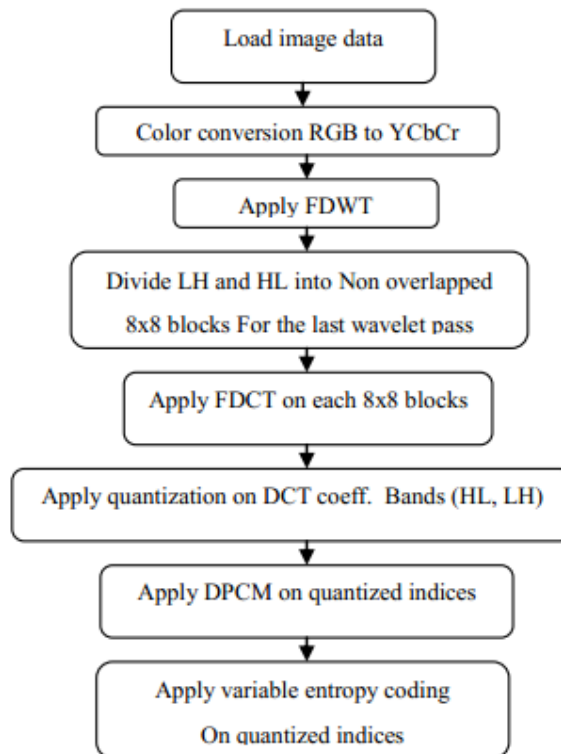 Load image data
Color conversion RGB to YCbCr
Apply FDWT
Divide LH and HL into Non overlapped
8x8 blocks For the last wavelet pass
Apply FDCT on each 8x8 blocks
Apply quantization on DCT coeff. Bands (HL, LH)
Apply DPCM on quantized indices
Apply variable entropy coding
On quantized indices